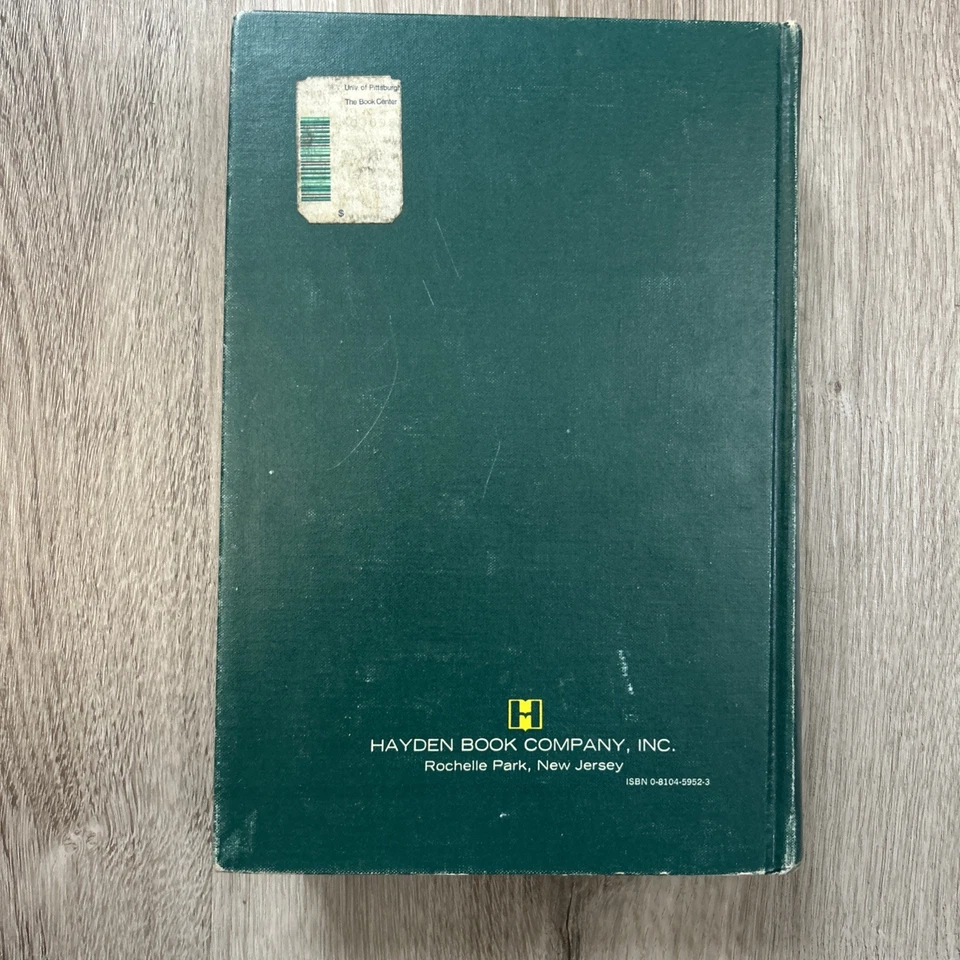 Univ. of Pittsburgh
The Book Center
$
HAYDEN BOOK COMPANY, INC.
Rochelle Park, New Jersey
ISBN 0-8104-5952-3